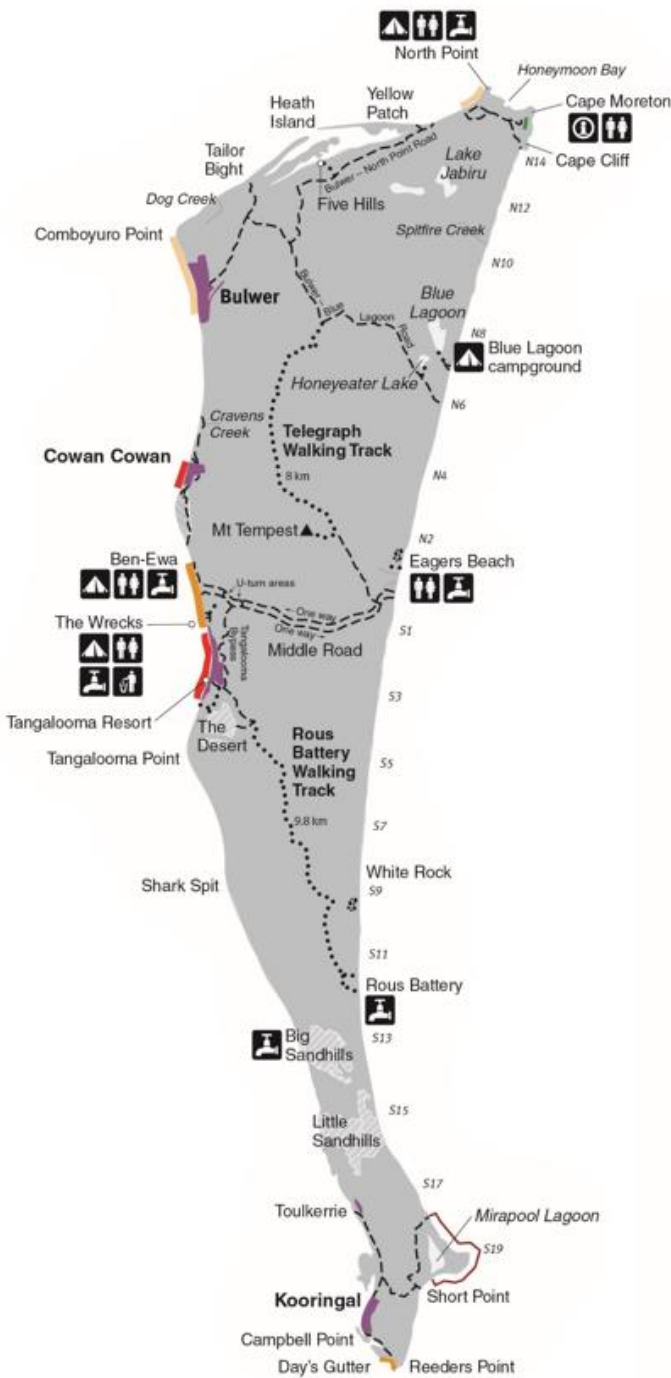 North Point
Honeymoon Bay
Cape Moreton
Cape Cliff
N14
Yellow
Patch
Heath
Island
Tailor
Bight
Bulwer – North Point Road
Lake
Jabiru
Five Hills
Dog Creek
N12
Comboyuro Point
Spitfire Creek
N10
Bulwer
Bulwer – Blue Lagoon Road
Blue
Lagoon
N8
Blue Lagoon
campground
Honeyeater Lake
N6
Cravens
Creek
Telegraph
Walking Track
8 km
Cowan Cowan
N4
Mt Tempest
N2
Ben-Ewa
Eagers Beach
U-turn areas
One way
One way
S1
The Wrecks
Tangalooma
Bypass
Middle Road
S3
Tangalooma Resort
The
Desert
Tangalooma Point
Rous
Battery
Walking
Track
S5
9.8 km
S7
Shark Spit
White Rock
S9
S11
Rous Battery
S13
Big
Sandhills
S15
Little
Sandhills
S17
Toulkerrie
Mirapool Lagoon
S19
Short Point
Kooringal
Campbell Point
Day's Gutter
Reeders Point